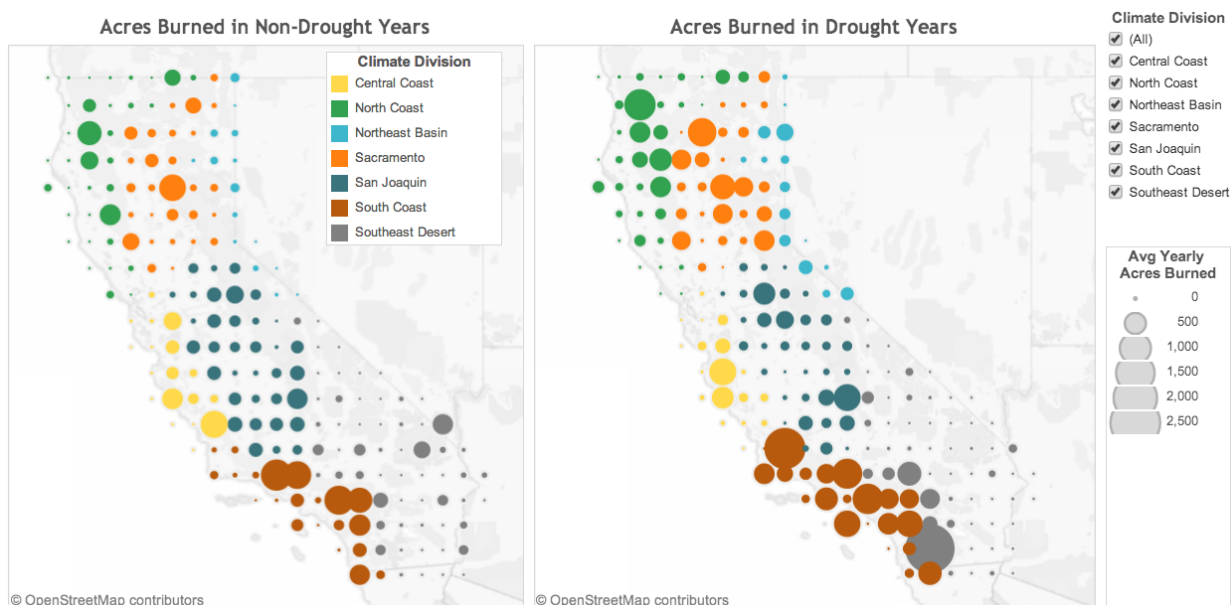 Acres Burned in Non-Drought Years
Climate Division
Central Coast
North Coast
Northeast Basin
Sacramento
San Joaquin
South Coast
Southeast Desert
© OpenStreetMap contributors
Acres Burned in Drought Years
© OpenStreetMap contributors
Climate Division
(All)
Central Coast
North Coast
Northeast Basin
Sacramento
San Joaquin
South Coast
Southeast Desert
Avg Yearly
Acres Burned
0
500
1,000
1,500
2,000
2,500